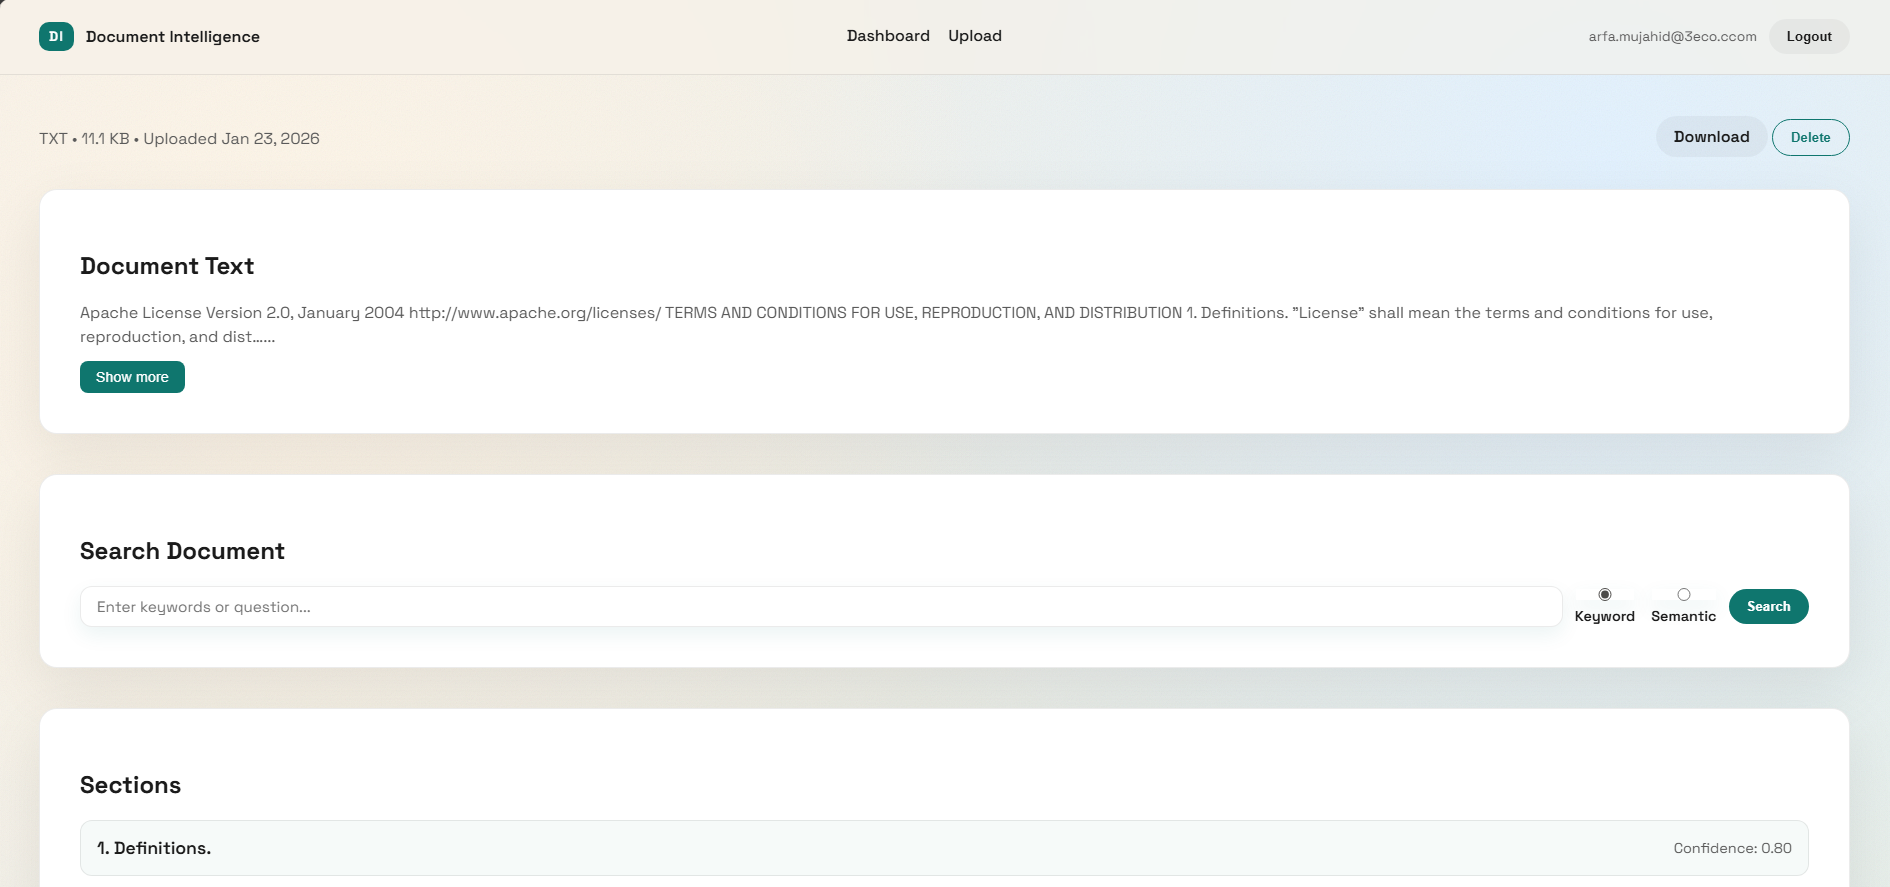 DI Document Intelligence Dashboard Upload arfa.mujahid@3eco.ccom Logout
TXT • 11.1 KB • Uploaded Jan 23, 2026 Download Delete
Document Text
Apache License Version 2.0, January 2004 http://www.apache.org/licenses/ TERMS AND CONDITIONS FOR USE, REPRODUCTION, AND DISTRIBUTION 1. Definitions. "License" shall mean the terms and conditions for use,
reproduction, and dist......
Show more
Search Document
Enter keywords or question... Keyword Semantic Search
Sections
1. Definitions. Confidence: 0.80